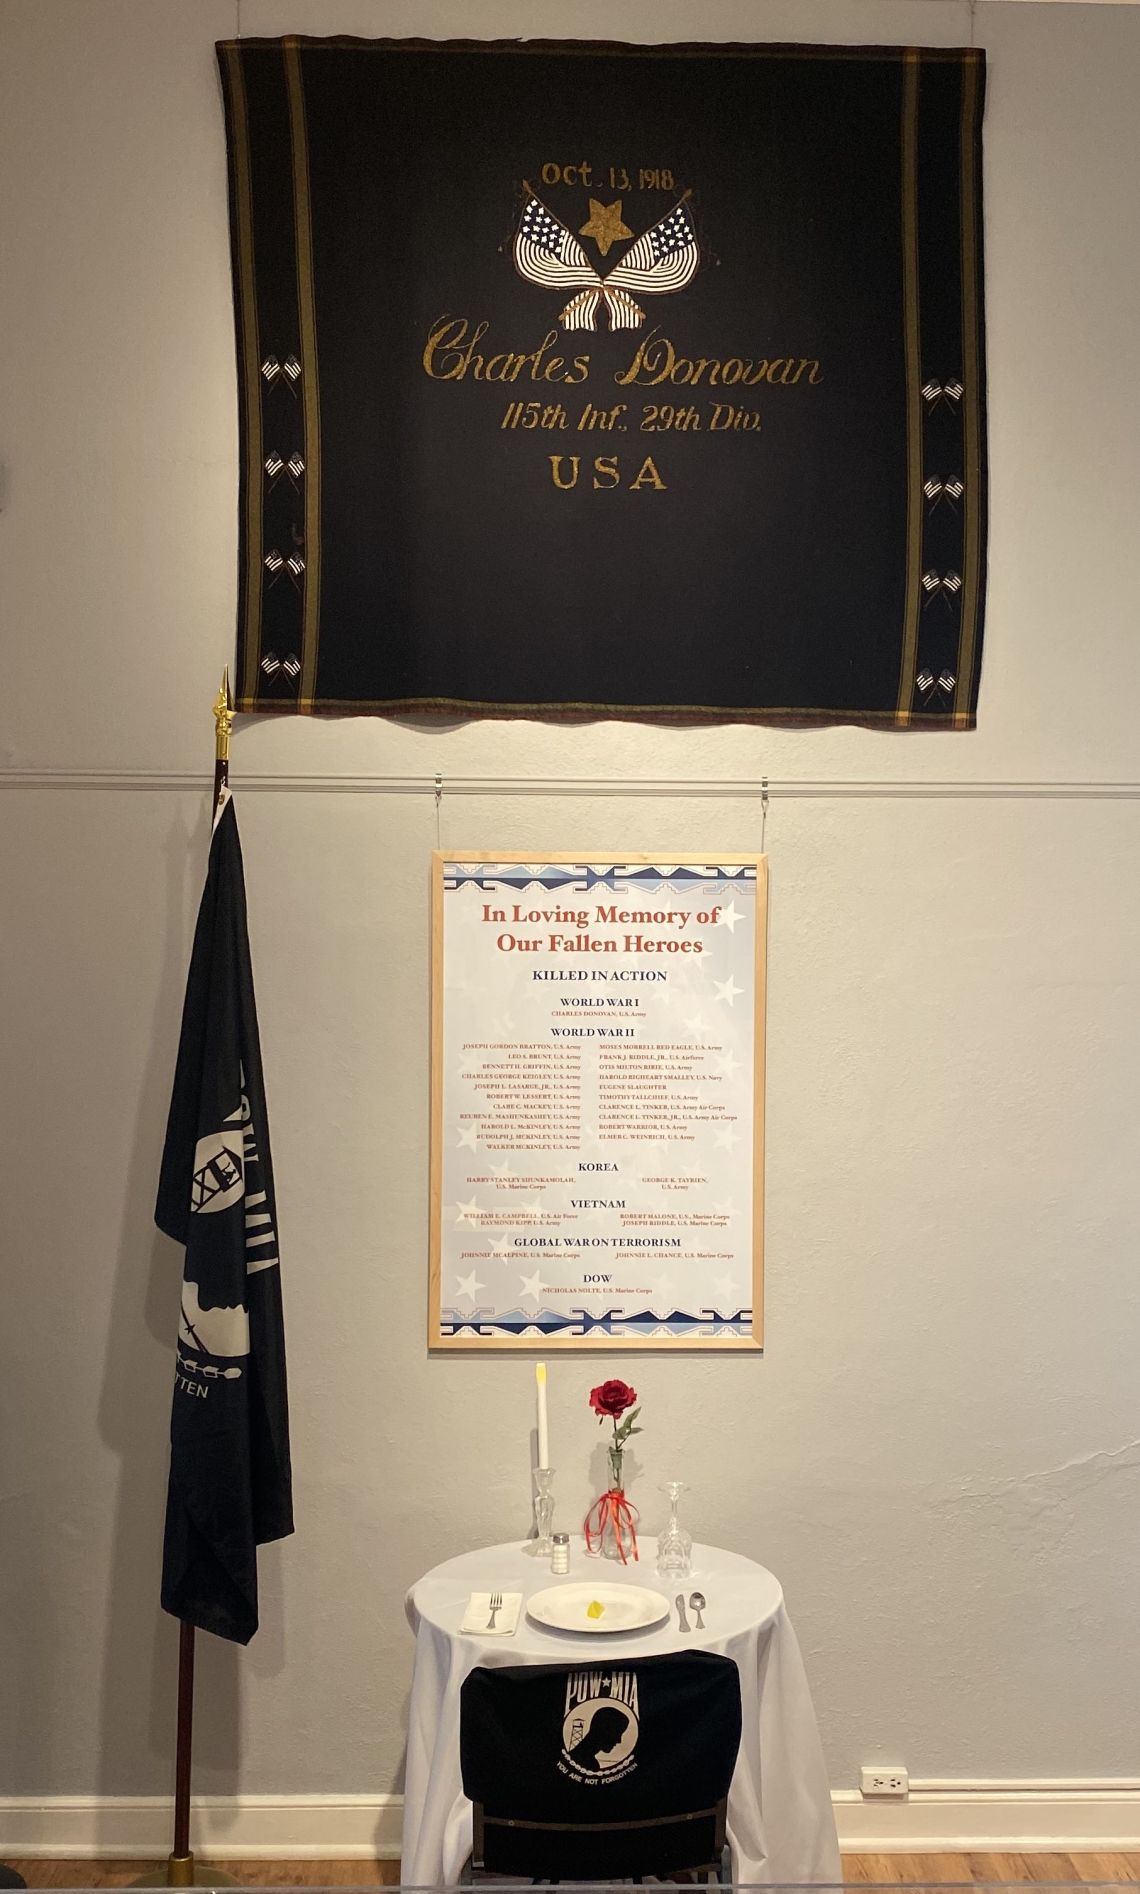 Oct. 13, 1918
Charles Donovan
115th Inf., 29th Div.
USA
In Loving Memory of
Our Fallen Heroes
KILLED IN ACTION
WORLD WAR I
CHARLES DONOVAN, U.S. Army
WORLD WAR II
JOSEPH GORDON BRATTON, U.S. Army
LEO S. BRUNT, U.S. Army
BENNETT H. GRIFFIN, U.S. Army
CHARLES GEORGE KEIGLEY, U.S. Army
JOSEPH L. LASARGE, JR., U.S. Army
ROBERT W. LESSERT, U.S. Army
CLARE C. MACKEY, U.S. Army
REUBEN E. MASHUNKASHEY, U.S. Army
HAROLD L. McKINLEY, U.S. Army
RUDOLPH J. MCKINLEY, U.S. Army
WALKER MCKINLEY, U.S. Army
MOSES MORRELL RED EAGLE, U.S. Army
FRANK J. RIDDLE, JR., U.S. Airforce
OTIS MILTON U.S. Army
HAROLD BIGHEART SMALLEY, U.S. Navy
EUGENE SLAUGHTER
TIMOTHY TALLCHIEF, U.S. Army
CLARENCE L. TINKER, U.S. Army Air Corps
CLARENCE L. TINKER, JR., U.S. Army Air Corps
ROBERT WARRIOR, U.S. Army
ELMER C. WEINRICH, U.S. Army
KOREA
HARRY STANLEY SHUNKAMOLAH,
U.S. Marine Corps
GEORGE K. TAYRIEN,
U.S. Army
VIETNAM
WILLIAM E. CAMPBELL, U.S. Air Force
RAYMOND KIPP, U.S. Army
ROBERT MALONE, U.S., Marine Corps
JOSEPH RIDDLE, U.S. Marine Corps
GLOBAL WAR ON TERRORISM
JOHNNIE MCALPINE, U.S. Marine Corps
JOHNNIE L. CHANCE, U.S. Marine Corps
DOW
NICHOLAS NOLTE, U.S. Marine Corps
TTEN
POW★MIA
YOU ARE NOT FORGOTTEN